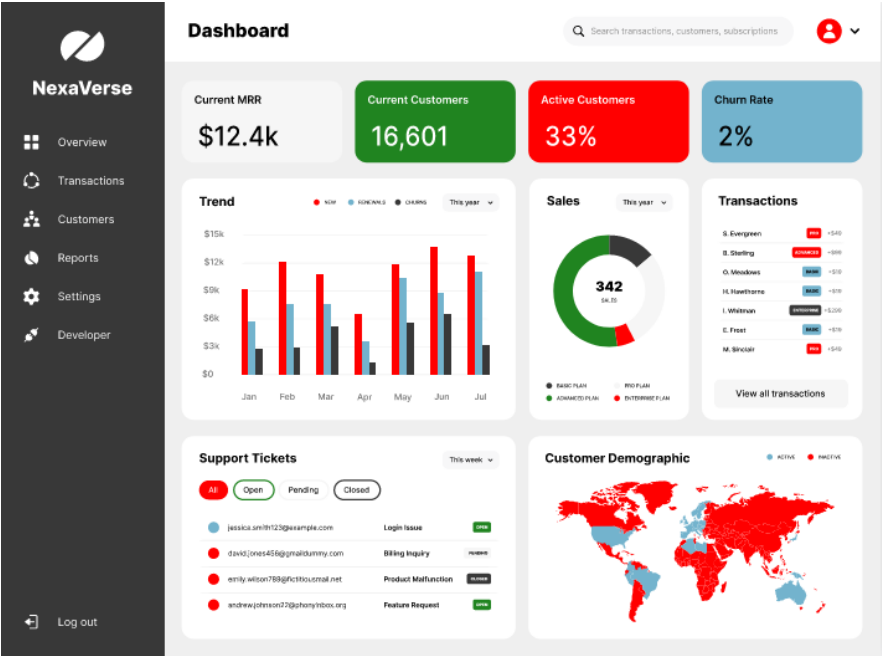 NexaVerse
Overview
Transactions
Customers
Reports
Settings
Developer
Log out
Dashboard
Search transactions, customers, subscriptions
Current MRR
$12.4k
Current Customers
16,601
Active Customers
33%
Churn Rate
2%
Trend
NEW RENEWALS CHURNS
This year
$15k
$12k
$9k
$6k
$3k
$0
Jan Feb Mar Apr May Jun Jul
Sales
This year
342
SALES
BASIC PLAN PRO PLAN
ADVANCED PLAN ENTERPRISE PLAN
Transactions
S. Evergreen PRO +$49
B. Sterling ADVANCED
O. Meadows BASIC +$19
H. Hawthorne BASIC +$19
I. Whitman ENTERPRISE
E. Frost BASIC +$19
M. Sinclair PRO +$49
View all transactions
Support Tickets
This week
All Open Pending Closed
jessica.smith123@example.com Login Issue OPEN
david.jones456@gmaildummy.com Billing Inquiry PENDING
emily.wilson789@fictitiousmail.net Product Malfunction CLOSED
andrew.johnson22@phonyinbox.org Feature Request OPEN
Customer Demographic
ACTIVE INACTIVE